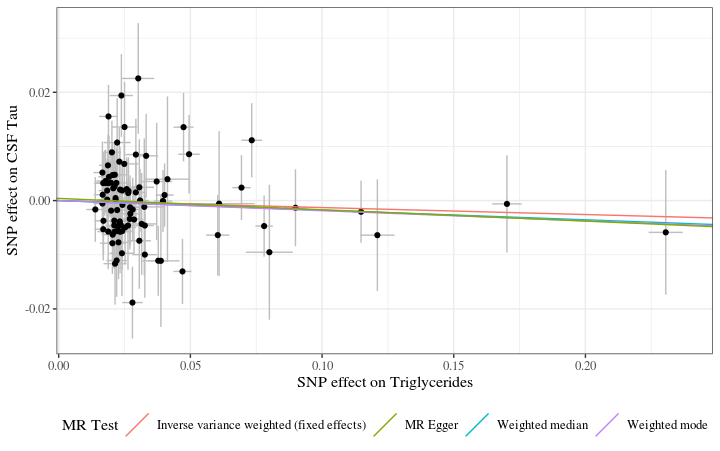 SNP effect on CSF Tau
0.02
0.00
-0.02
0.00 0.05 0.10 0.15 0.20
SNP effect on Triglycerides
MR Test Inverse variance weighted (fixed effects) MR Egger Weighted median Weighted mode